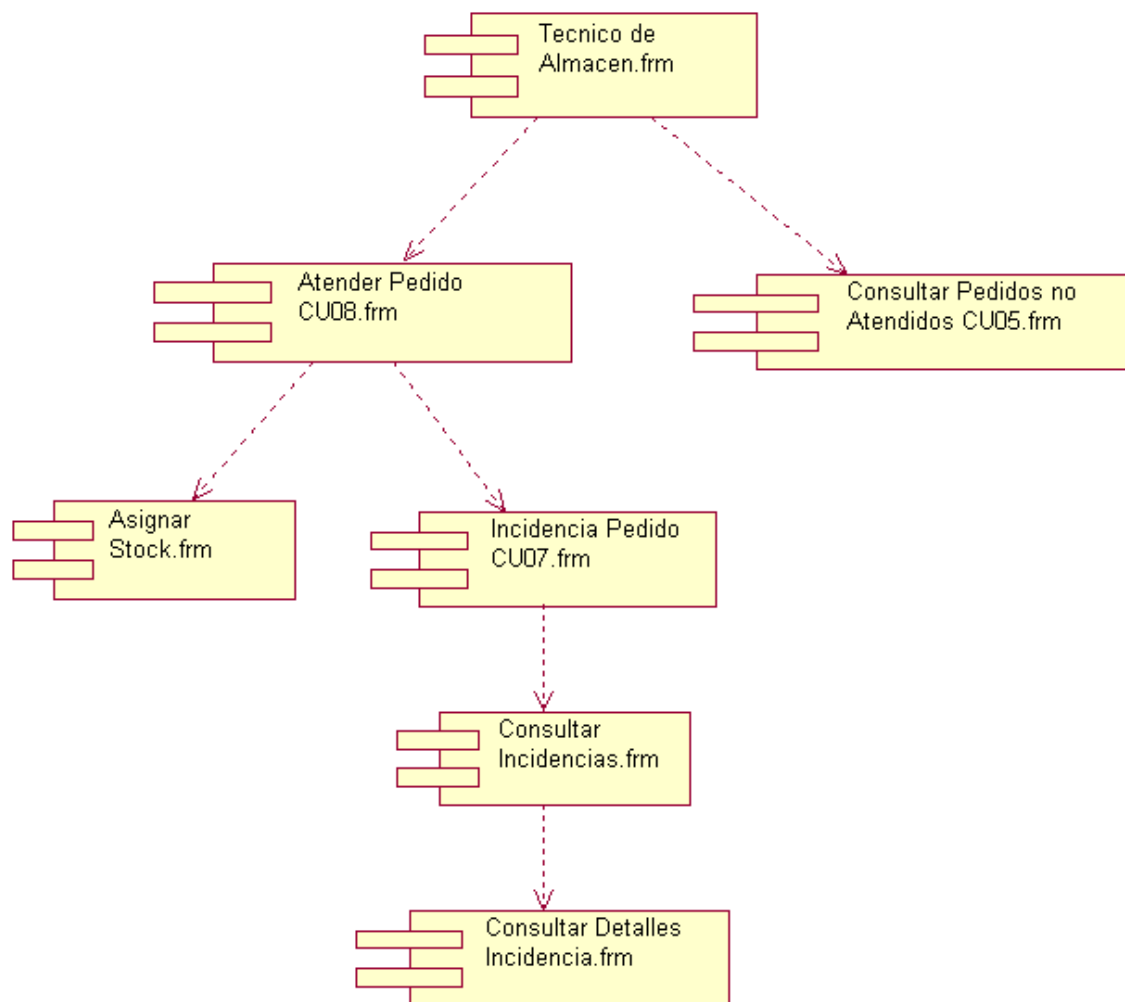 Tecnico de
Almacen.frm
Atender Pedido
CU08.frm
Consultar Pedidos no
Atendidos CU05.frm
Asignar
Stock.frm
Incidencia Pedido
CU07.frm
Consultar
Incidencias.frm
Consultar Detalles
Incidencia.frm